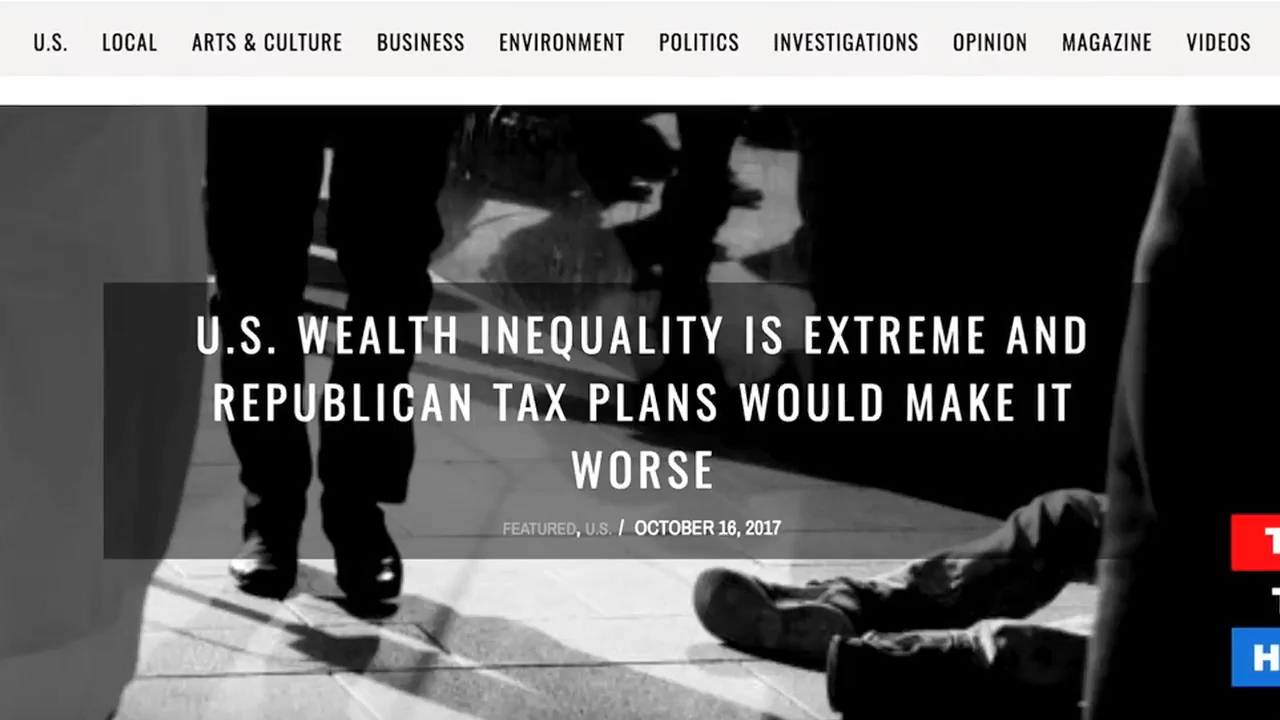 U.S. LOCAL ARTS & CULTURE BUSINESS ENVIRONMENT POLITICS INVESTIGATIONS OPINION MAGAZINE VIDEOS
U.S. WEALTH INEQUALITY IS EXTREME AND
REPUBLICAN TAX PLANS WOULD MAKE IT
WORSE
FEATURED, U.S. / OCTOBER 16, 2017